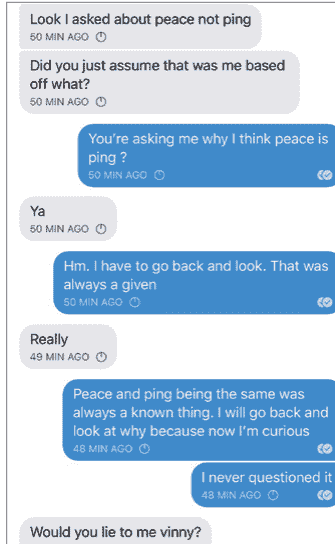 Look I asked about peace not ping
50 MIN AGO
Did you just assume that was me based
off what?
50 MIN AGO
You're asking me why I think peace is
ping ?
50 MIN AGO
Ya
50 MIN AGO
Hm. I have to go back and look. That was
always a given
50 MIN AGO
Really
49 MIN AGO
Peace and ping being the same was
always a known thing. I will go back and
look at why because now I'm curious
48 MIN AGO
I never questioned it
48 MIN AGO
Would you lie to me vinny?